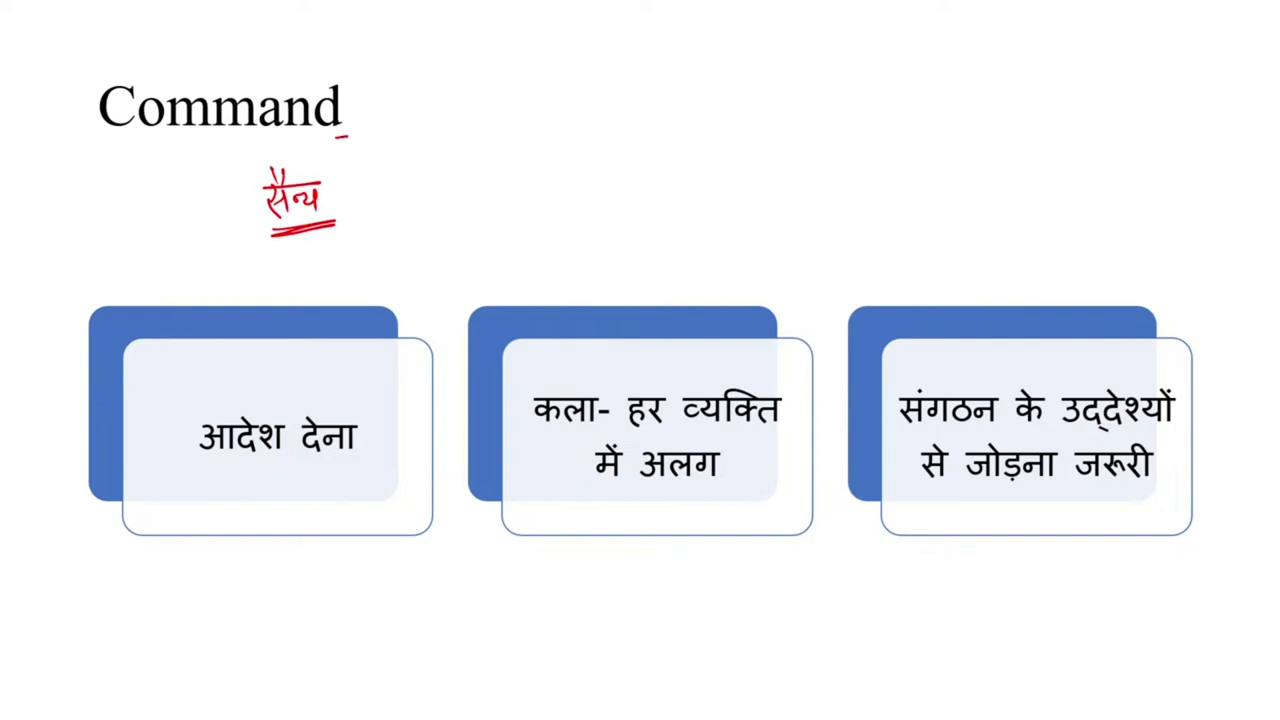 Command
सैन्य
आदेश देना
कला- हर व्यक्ति
में अलग
संगठन के उद्देश्यों
से जोड़ना जरूरी